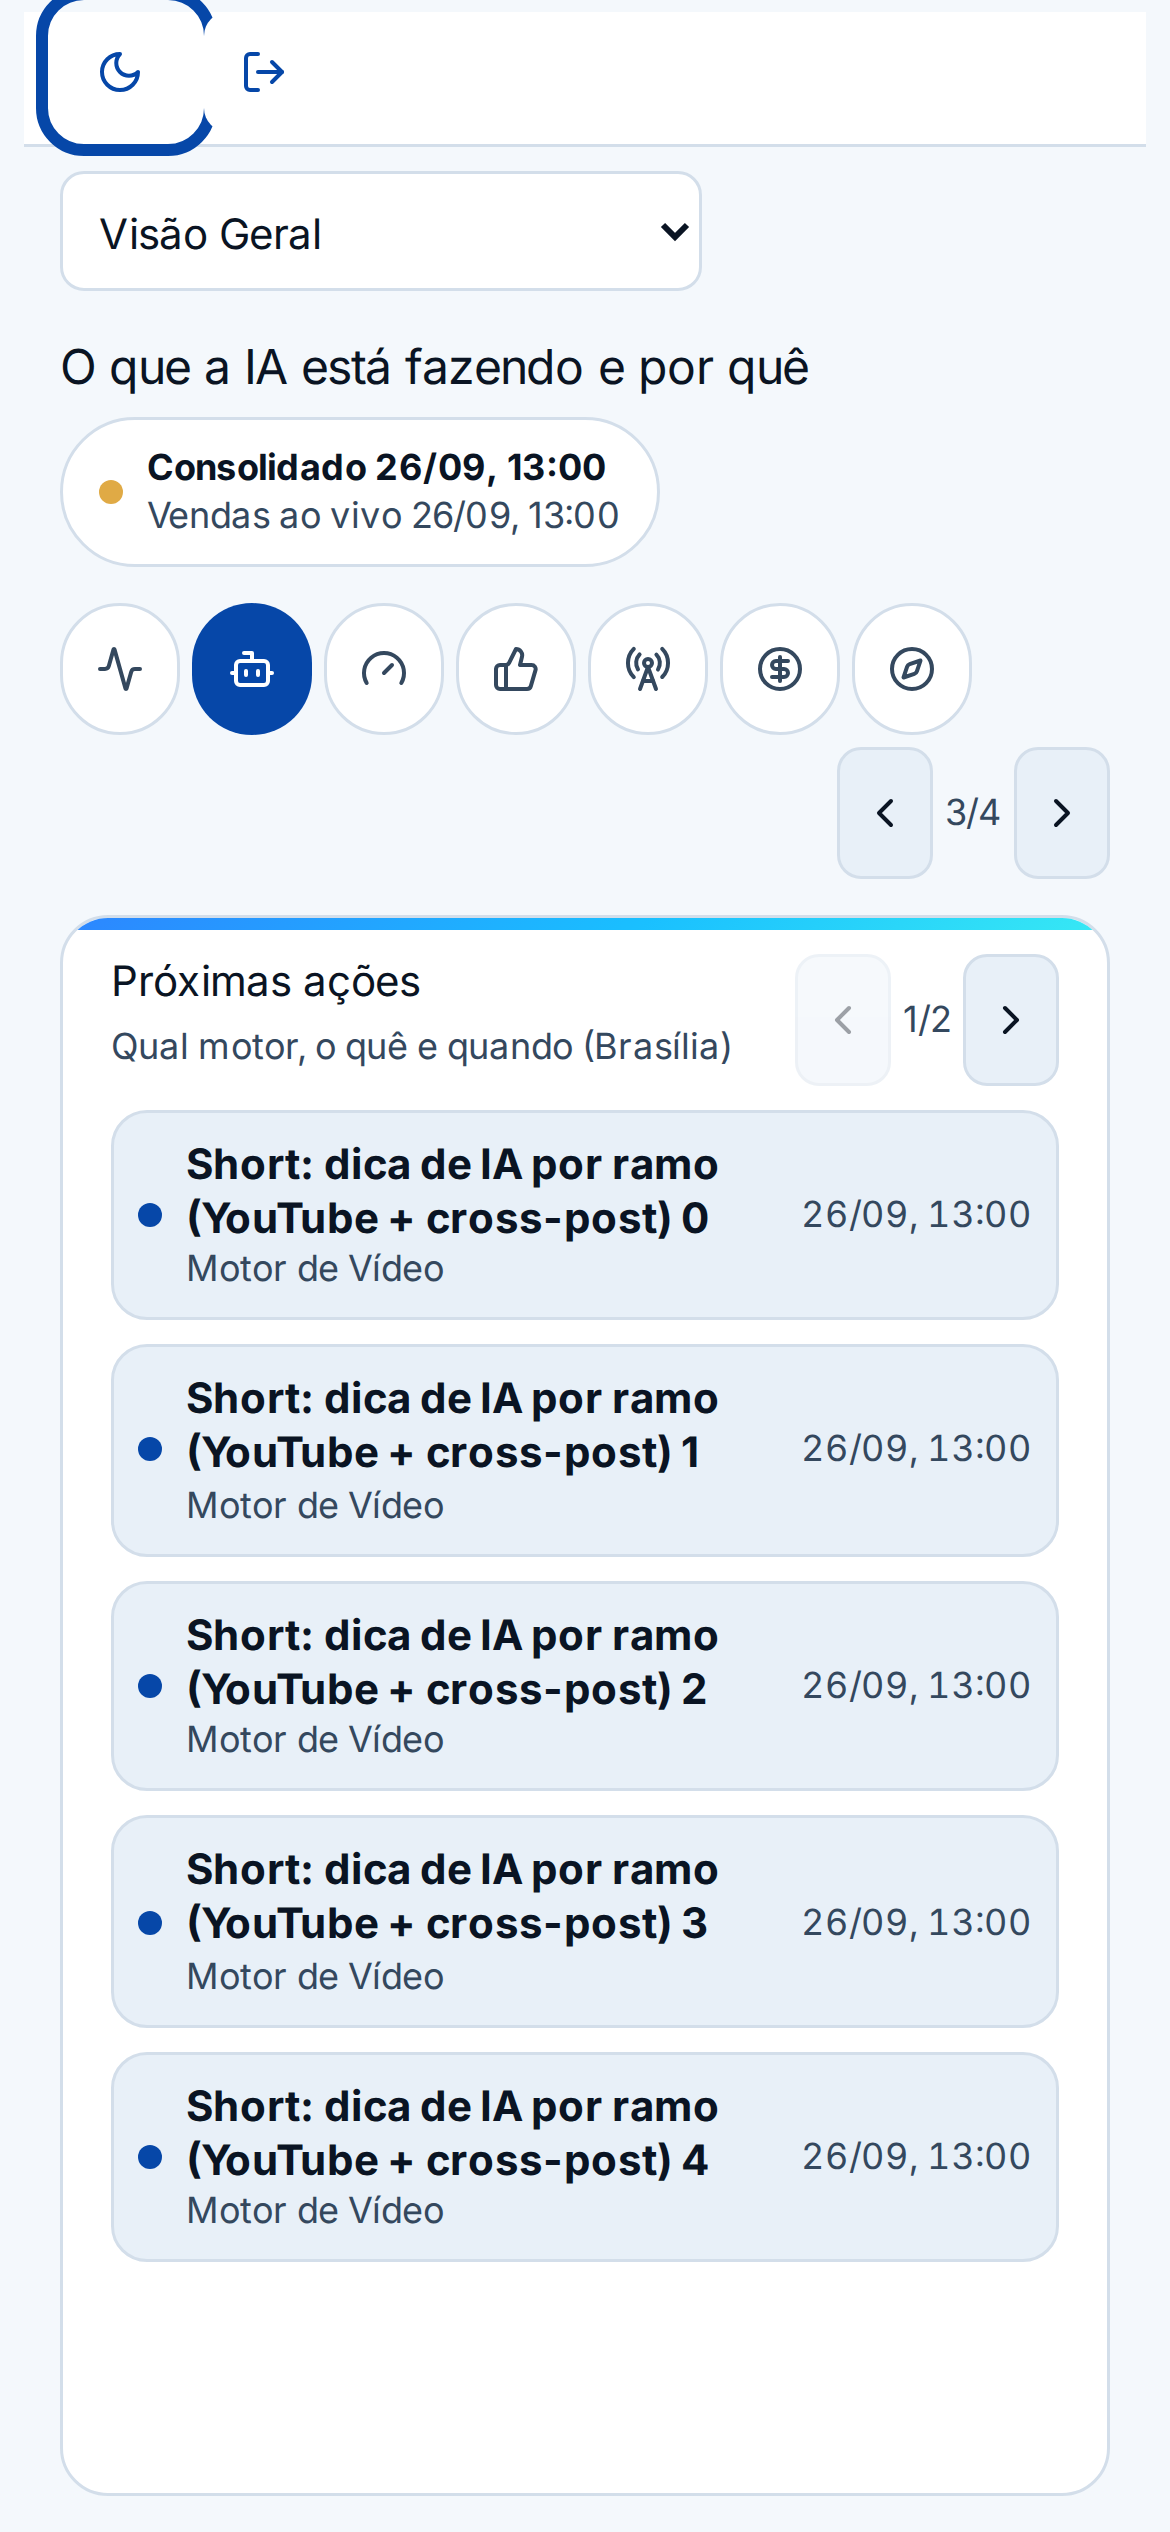 Visão Geral
O que a IA está fazendo e por quê
Consolidado 26/09, 13:00
Vendas ao vivo 26/09, 13:00
3/4
Próximas ações
Qual motor, o quê e quando (Brasília)
1/2
Short: dica de IA por ramo
(YouTube + cross-post) 0
Motor de Vídeo
26/09, 13:00
Short: dica de IA por ramo
(YouTube + cross-post) 1
Motor de Vídeo
26/09, 13:00
Short: dica de IA por ramo
(YouTube + cross-post) 2
Motor de Vídeo
26/09, 13:00
Short: dica de IA por ramo
(YouTube + cross-post) 3
Motor de Vídeo
26/09, 13:00
Short: dica de IA por ramo
(YouTube + cross-post) 4
Motor de Vídeo
26/09, 13:00